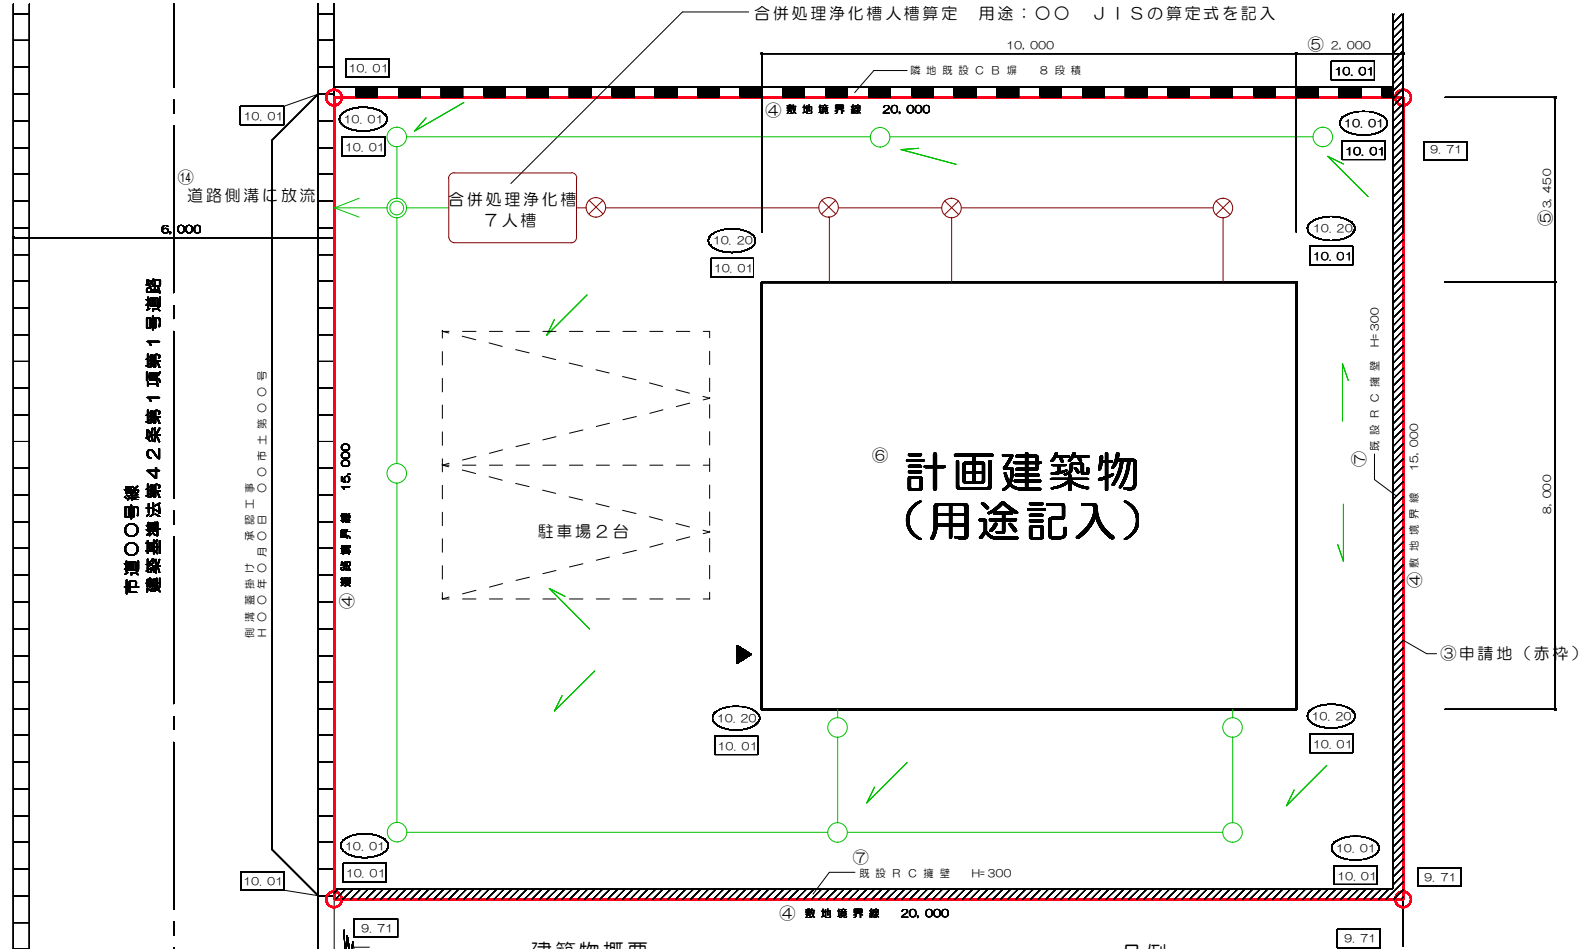 合併処理浄化槽人槽算定　用途：〇〇　ＪＩＳの算定式を記入
10,000
⑤ 2,000
10.01
隣地既設ＣＢ塀　８段積
10.01
④ 敷地境界線　20,000
10.01
10.01
10.01
10.01
10.01
9.71
⑭
道路側溝に放流
合併処理浄化槽
７人槽
⑤3,450
6,000
10.20
10.01
10.20
10.01
市道〇〇号線
建築基準法第４２条第１項第１号道路
側溝蓋掛け　承認工事
H〇〇年〇月〇日　〇〇市土第〇〇号
④ 道路境界線　15,000
駐車場２台
⑥ 計画建築物
（用途記入）
⑦ 既設ＲＣ擁壁　H=300
④ 敷地境界線　15,000
8,000
③申請地（赤枠）
10.20
10.01
10.20
10.01
10.01
10.01
10.01
10.01
10.01
9.71
⑦
既設ＲＣ擁壁　H=300
④ 敷地境界線　20,000
9.71
9.71
建築物概要
凡例